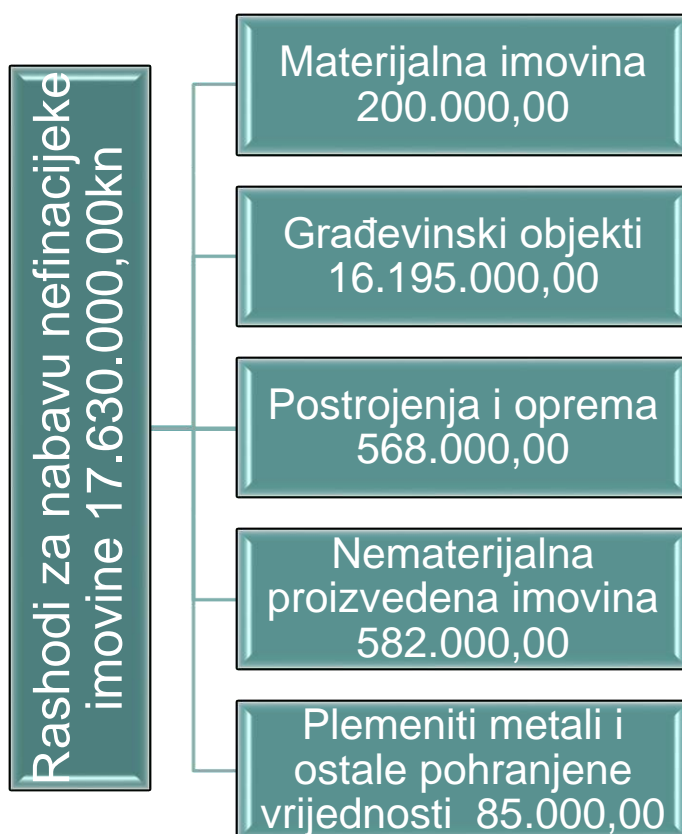 Rashodi za nabavu nefinacijeke
imovine 17.630.000,00kn
Materijalna imovina
200.000,00
Građevinski objekti
16.195.000,00
Postrojenja i oprema
568.000,00
Nematerijalna
proizvedena imovina
582.000,00
Plemeniti metali i
ostale pohranjene
vrijednosti  85.000,00